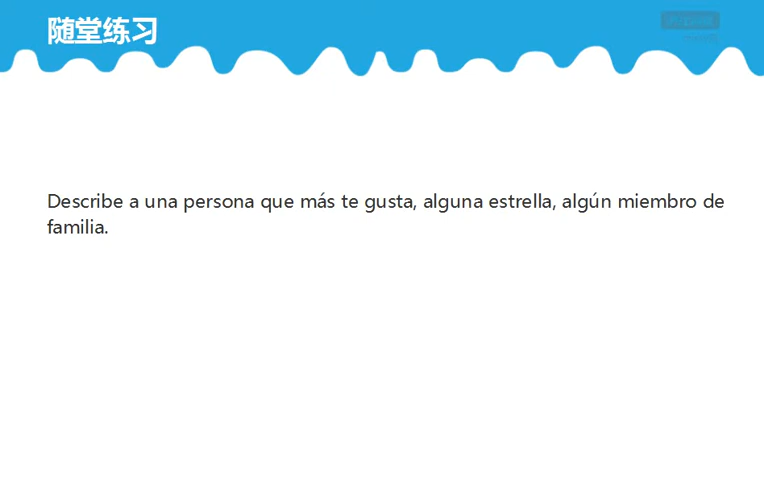 随堂练习
Describe a una persona que más te gusta, alguna estrella, algún miembro de
familia.